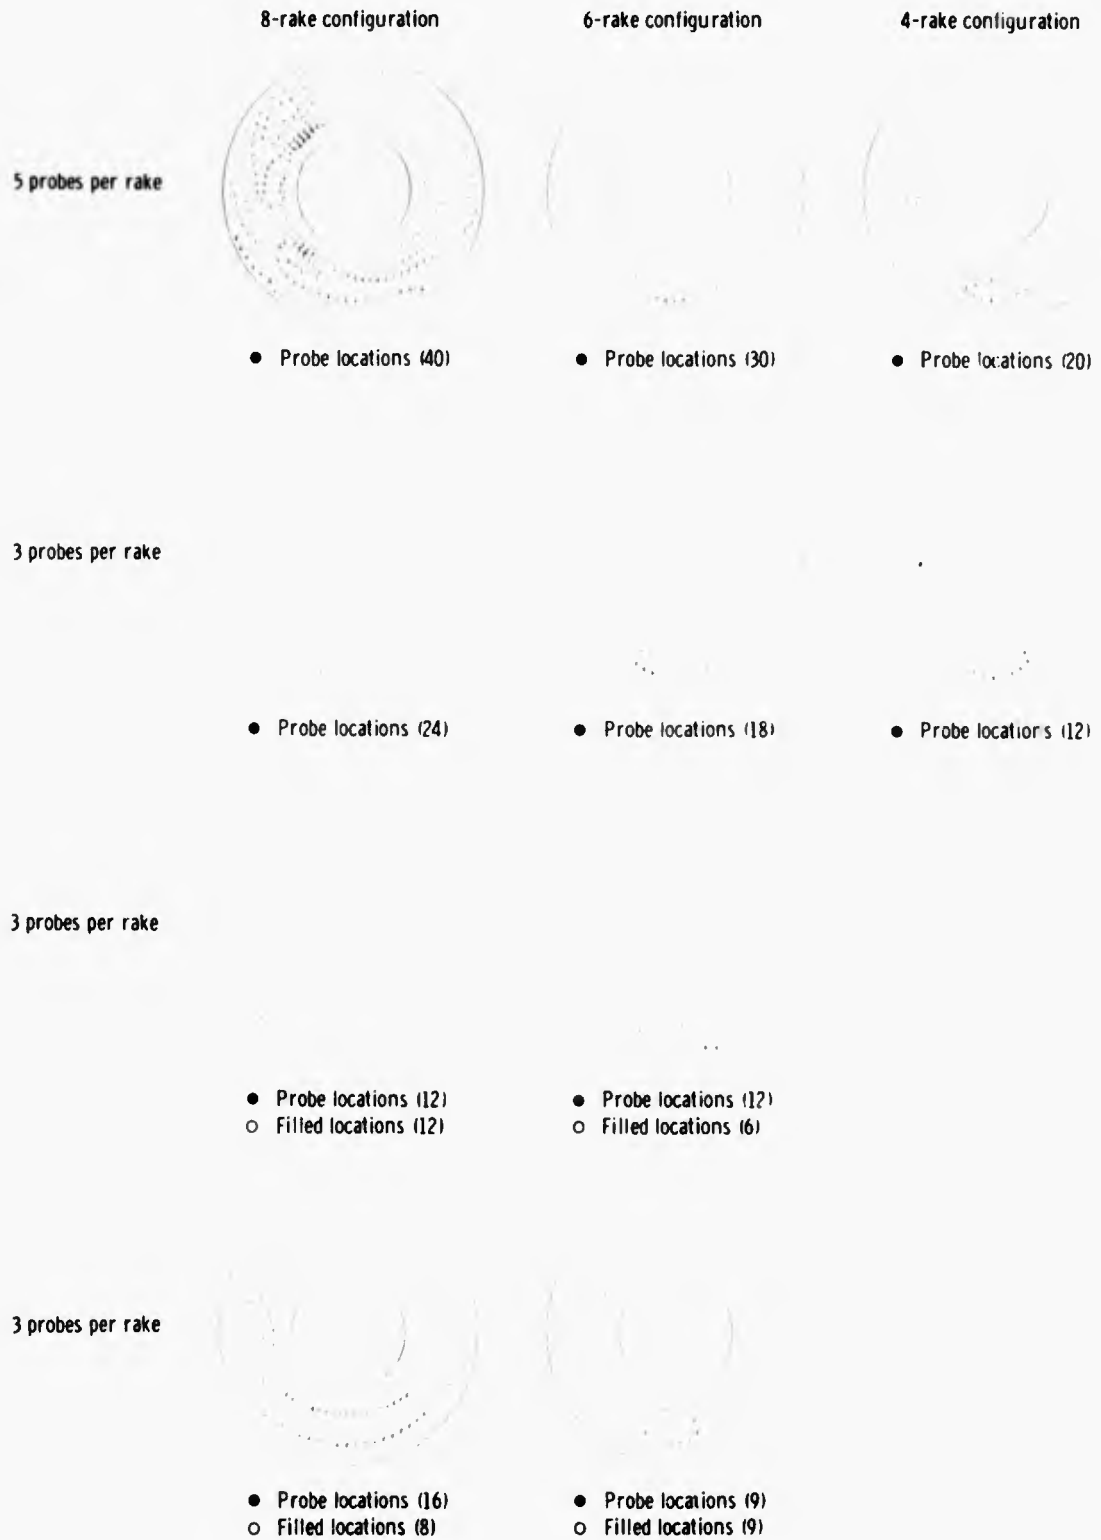 8-rake configuration 6-rake configuration 4-rake configuration
5 probes per rake
● Probe locations (40) ● Probe locations (30) ● Probe locations (20)
3 probes per rake
● Probe locations (24) ● Probe locations (18) ● Probe locations (12)
3 probes per rake
● Probe locations (12) ● Probe locations (12)
○ Filled locations (12) ○ Filled locations (6)
3 probes per rake
● Probe locations (16) ● Probe locations (9)
○ Filled locations (8) ○ Filled locations (9)